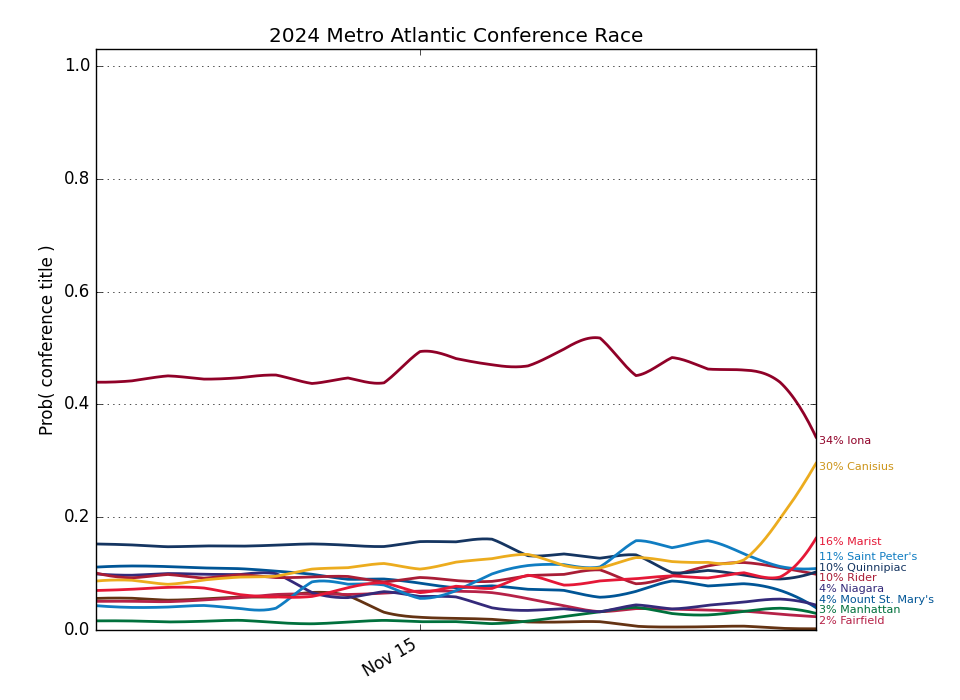 2024 Metro Atlantic Conference Race
1.0
0.8
0.6
0.4
0.2
0.0
Prob( conference title )
Nov 15
34% Iona
30% Canisius
16% Marist
11% Saint Peter's
10% Quinnipiac
10% Rider
4% Niagara
4% Mount St. Mary's
3% Manhattan
2% Fairfield